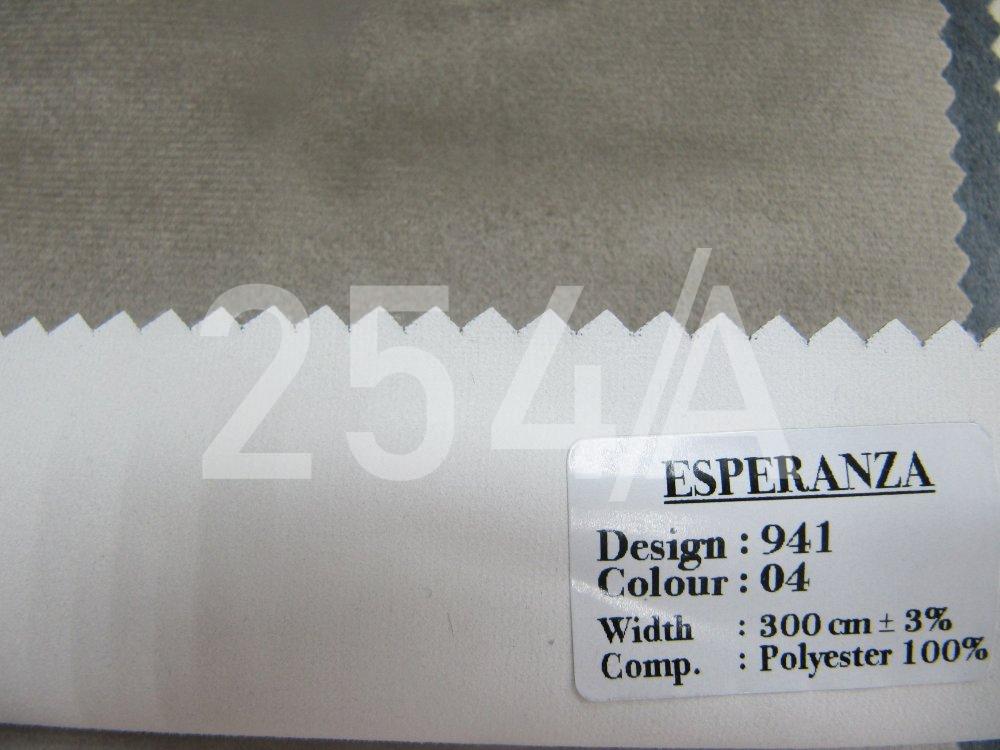 254/A
ESPERANZA
Design : 941
Colour : 04
Width : 300 cm ± 3%
Comp. : Polyester 100%